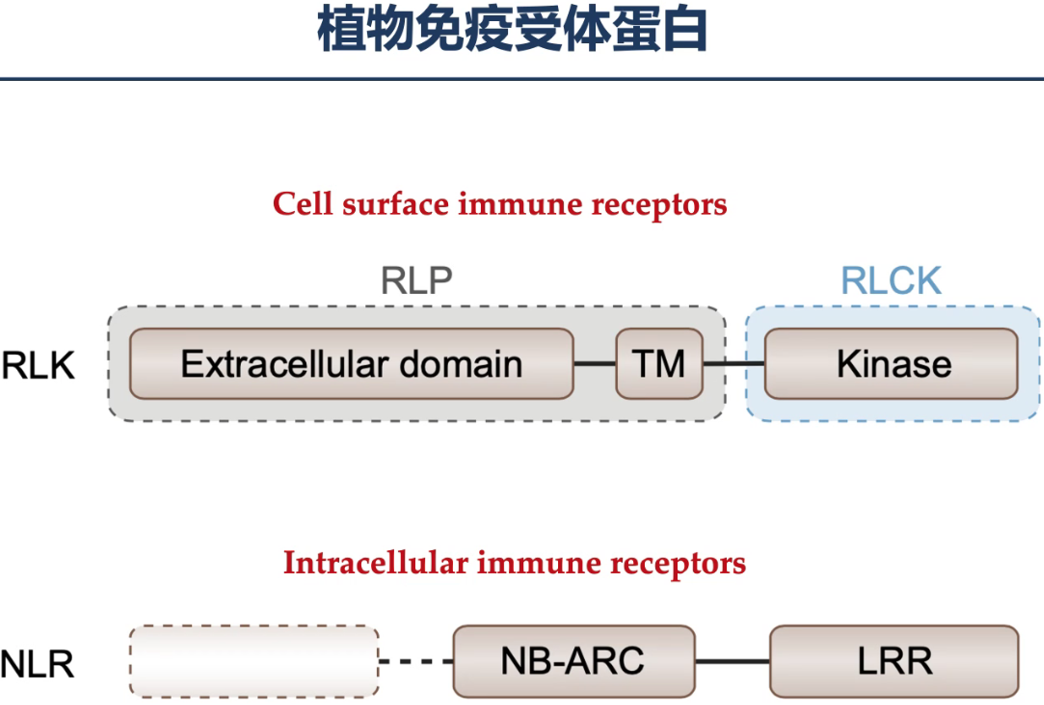 植物免疫受体蛋白
Cell surface immune receptors
RLP
RLCK
RLK
Extracellular domain
TM
Kinase
Intracellular immune receptors
NLR
NB-ARC
LRR